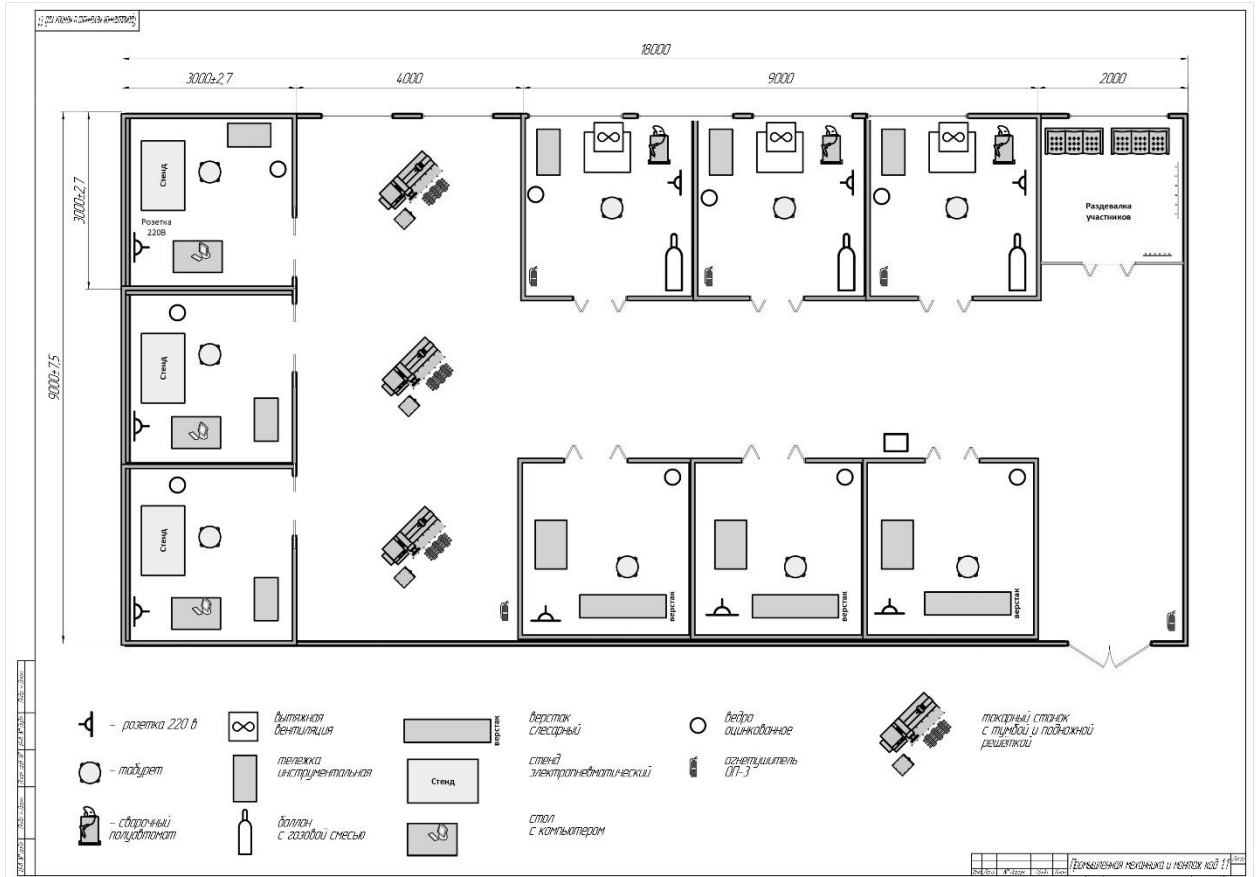 18000
3000±2,7
4000
9000
2000
3000±2,7
9000±7,5
Стенд
Розетка
220В
Раздевалка
участников
Стенд
Стенд
верстак
верстак
верстак
- розетка 220 в
вытяжная
вентиляция
верстак
верстак
слесарный
ведро
оцинкованное
токарный станок
с тумбой и подножной
решеткой
- табурет
тележка
инструментальная
Стенд
стенд
электропневматический
огнетушитель
ОП-3
- сварочный
полуавтомат
баллон
с газовой смесью
стол
с компьютером
Промышленная механика и монтаж код 1.1